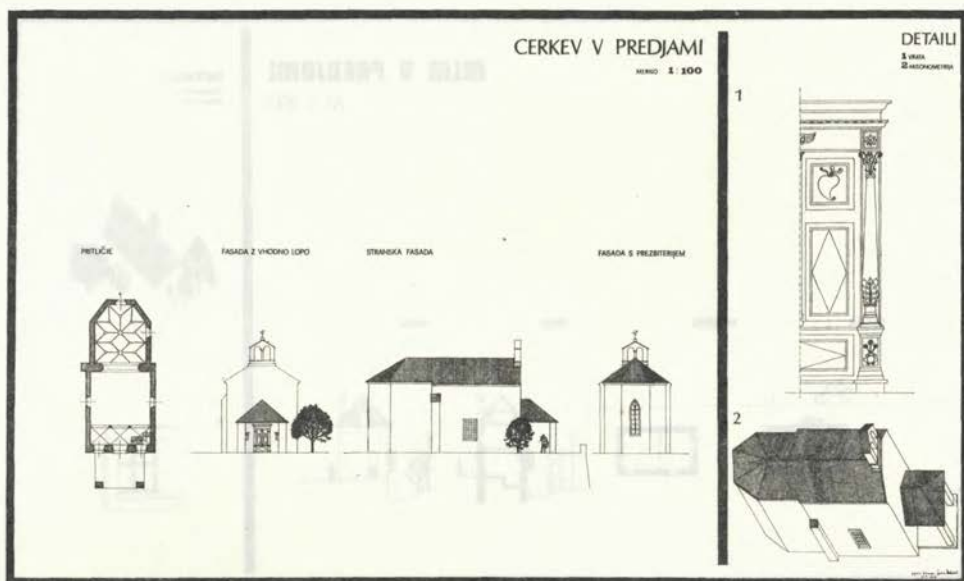 CERKEV V PREDJAMI
MERILO 1:100
PRITLIČJE
FASADA Z VHODNO LOPO
STRANSKA FASADA
FASADA S PREZBITERIJEM
DETAILI
1 VRATA
2 AKSONOMETRIJA
1
2